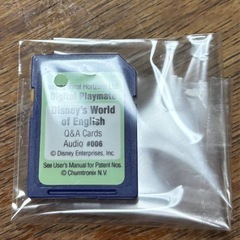 Digital Playmate
Disney's World
of English
Q&A Cards
Audio #006
© Disney Enterprises, Inc.
See User's Manual for Patent Nos.
© Chumtronix N.V.